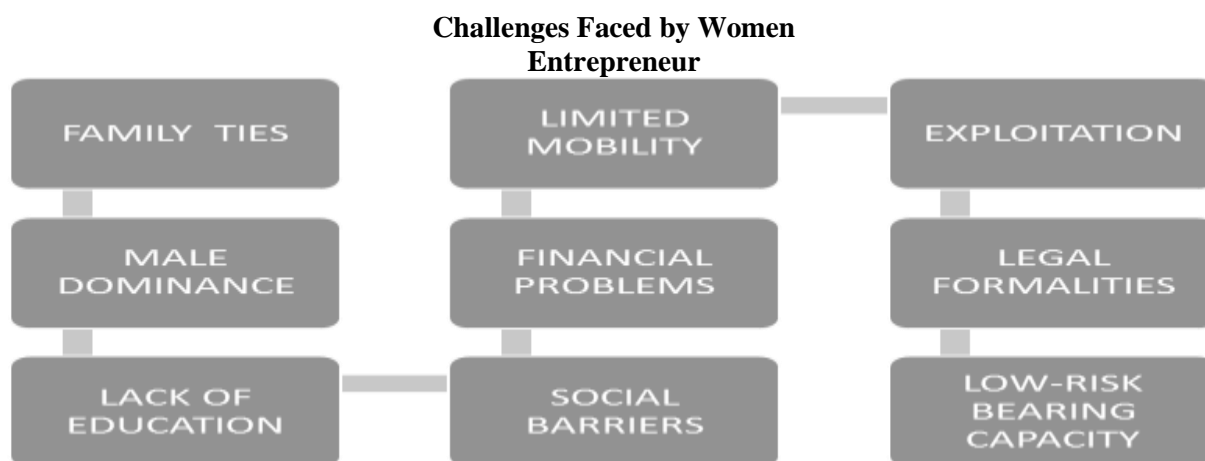 Challenges Faced by Women
Entrepreneur
FAMILY TIES
MALE
DOMINANCE
LACK OF
EDUCATION
SOCIAL
BARRIERS
FINANCIAL
PROBLEMS
LIMITED
MOBILITY
EXPLOITATION
LEGAL
FORMALITIES
LOW-RISK
BEARING
CAPACITY